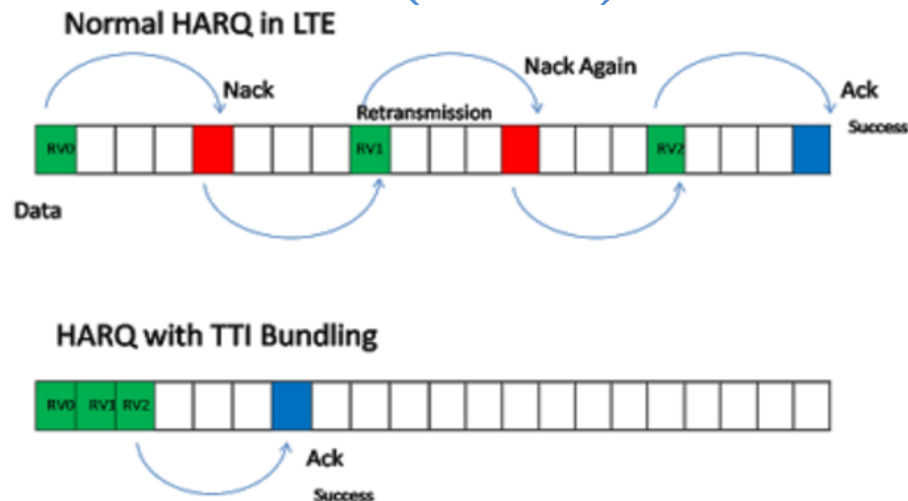 Normal HARQ in LTE
Nack Again
Nack
Ack
Retransmission
Success
RV0 RV1 RV2
Data
HARQ with TTI Bundling
RV0 RV1 RV2
Ack
Success